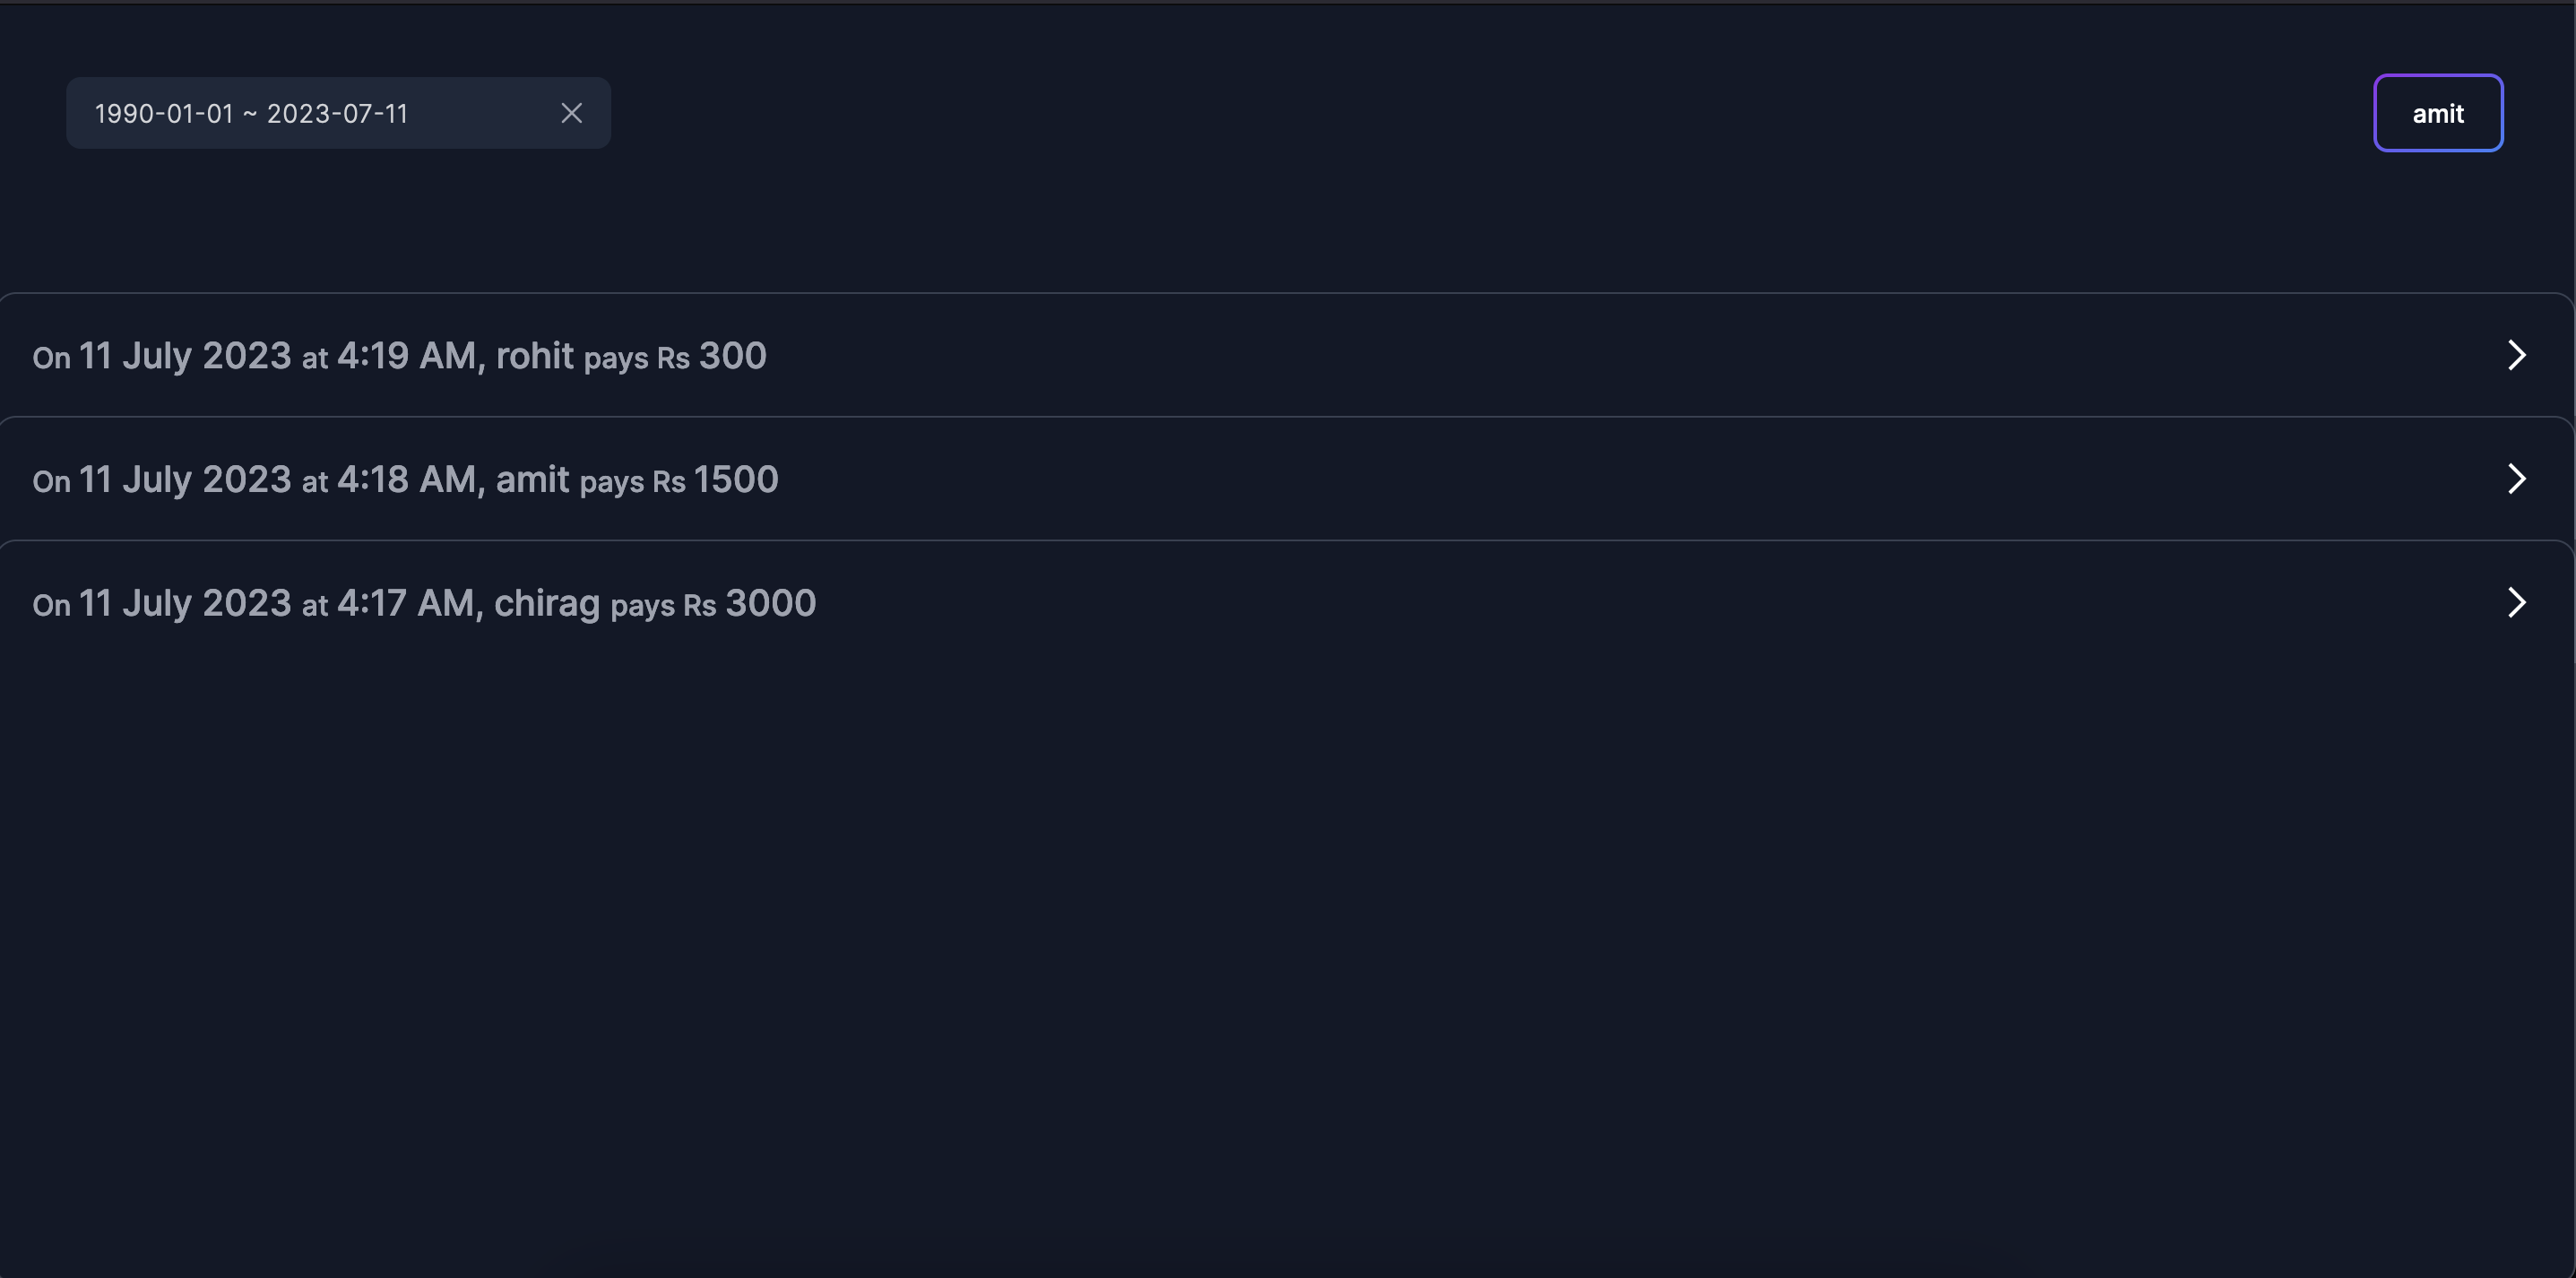 1990-01-01 ~ 2023-07-11
amit
On 11 July 2023 at 4:19 AM, rohit pays Rs 300
On 11 July 2023 at 4:18 AM, amit pays Rs 1500
On 11 July 2023 at 4:17 AM, chirag pays Rs 3000